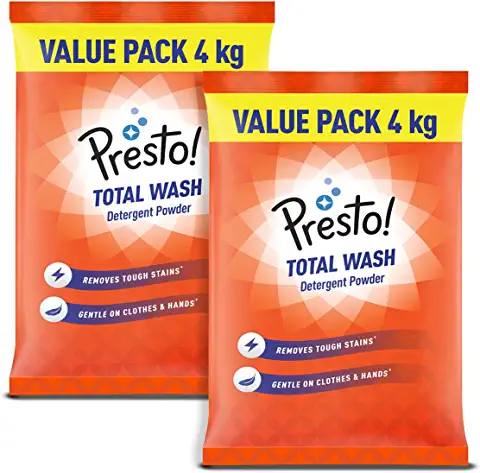 VALUE PACK 4 kg
Presto!
TOTAL WASH
Detergent Powder
REMOVES TOUGH STAINS*
GENTLE ON CLOTHES & HANDS*
VALUE PACK 4 kg
Presto!
TOTAL WASH
Detergent Powder
REMOVES TOUGH STAINS*
GENTLE ON CLOTHES & HANDS*